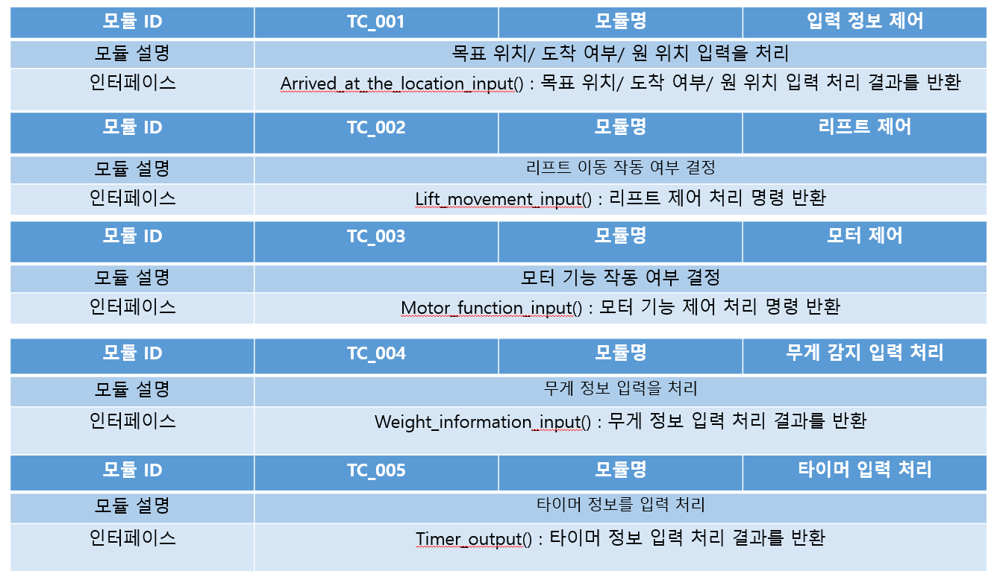 모듈 ID TC_001 모듈명 입력 정보 제어
모듈 설명 목표 위치/ 도착 여부/ 원 위치 입력을 처리
인터페이스 Arrived_at_the_location_input() : 목표 위치/ 도착 여부/ 원 위치 입력 처리 결과를 반환
모듈 ID TC_002 모듈명 리프트 제어
모듈 설명 리프트 이동 작동 여부 결정
인터페이스 Lift_movement_input() : 리프트 제어 처리 명령 반환
모듈 ID TC_003 모듈명 모터 제어
모듈 설명 모터 기능 작동 여부 결정
인터페이스 Motor_function_input() : 모터 기능 제어 처리 명령 반환
모듈 ID TC_004 모듈명 무게 감지 입력 처리
모듈 설명 무게 정보 입력을 처리
인터페이스 Weight_information_input() : 무게 정보 입력 처리 결과를 반환
모듈 ID TC_005 모듈명 타이머 입력 처리
모듈 설명 타이머 정보를 입력 처리
인터페이스 Timer_output() : 타이머 정보 입력 처리 결과를 반환